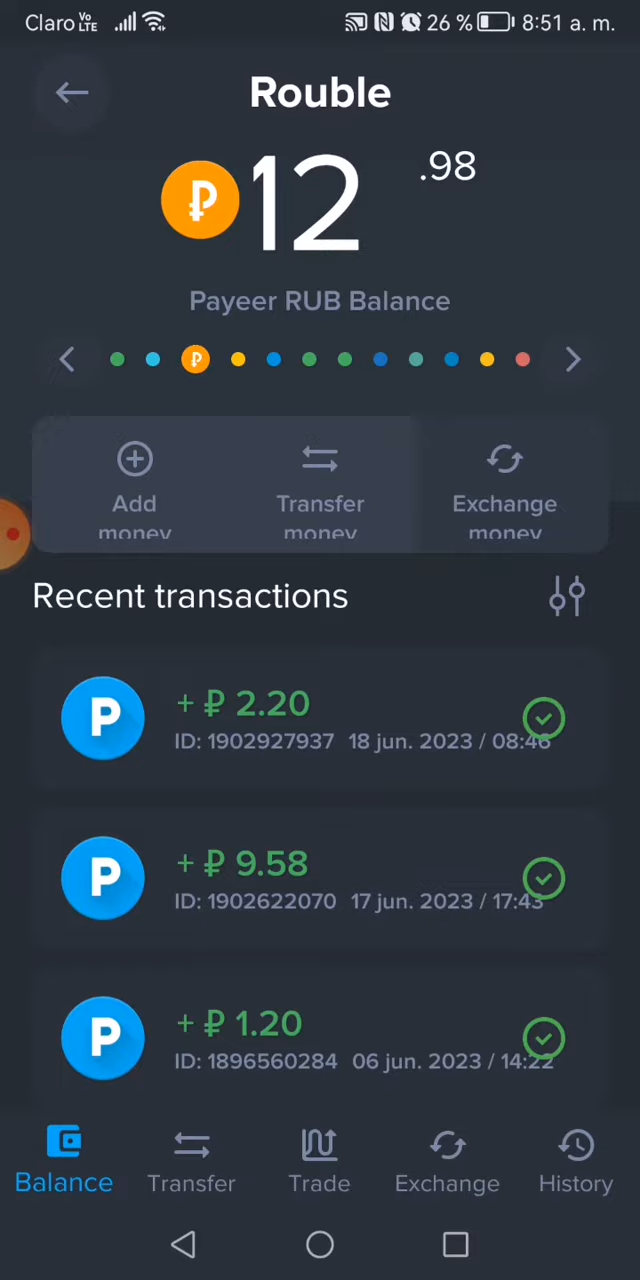 Claro VoLTE 26 % 8:51 a. m.
Rouble
₽ 12 .98
Payeer RUB Balance
₽
Add money
Transfer money
Exchange money
Recent transactions
P + ₽ 2.20
ID: 1902927937 18 jun. 2023 / 08:46
P + ₽ 9.58
ID: 1902622070 17 jun. 2023 / 17:43
P + ₽ 1.20
ID: 1896560284 06 jun. 2023 / 14:22
Balance Transfer Trade Exchange History